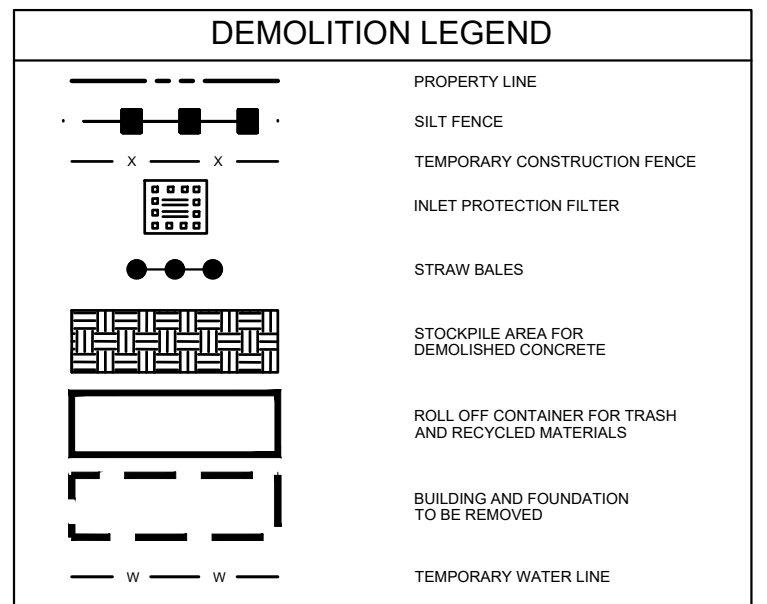 DEMOLITION LEGEND
PROPERTY LINE
SILT FENCE
X X
TEMPORARY CONSTRUCTION FENCE
INLET PROTECTION FILTER
STRAW BALES
STOCKPILE AREA FOR
DEMOLISHED CONCRETE
ROLL OFF CONTAINER FOR TRASH
AND RECYCLED MATERIALS
BUILDING AND FOUNDATION
TO BE REMOVED
W W
TEMPORARY WATER LINE